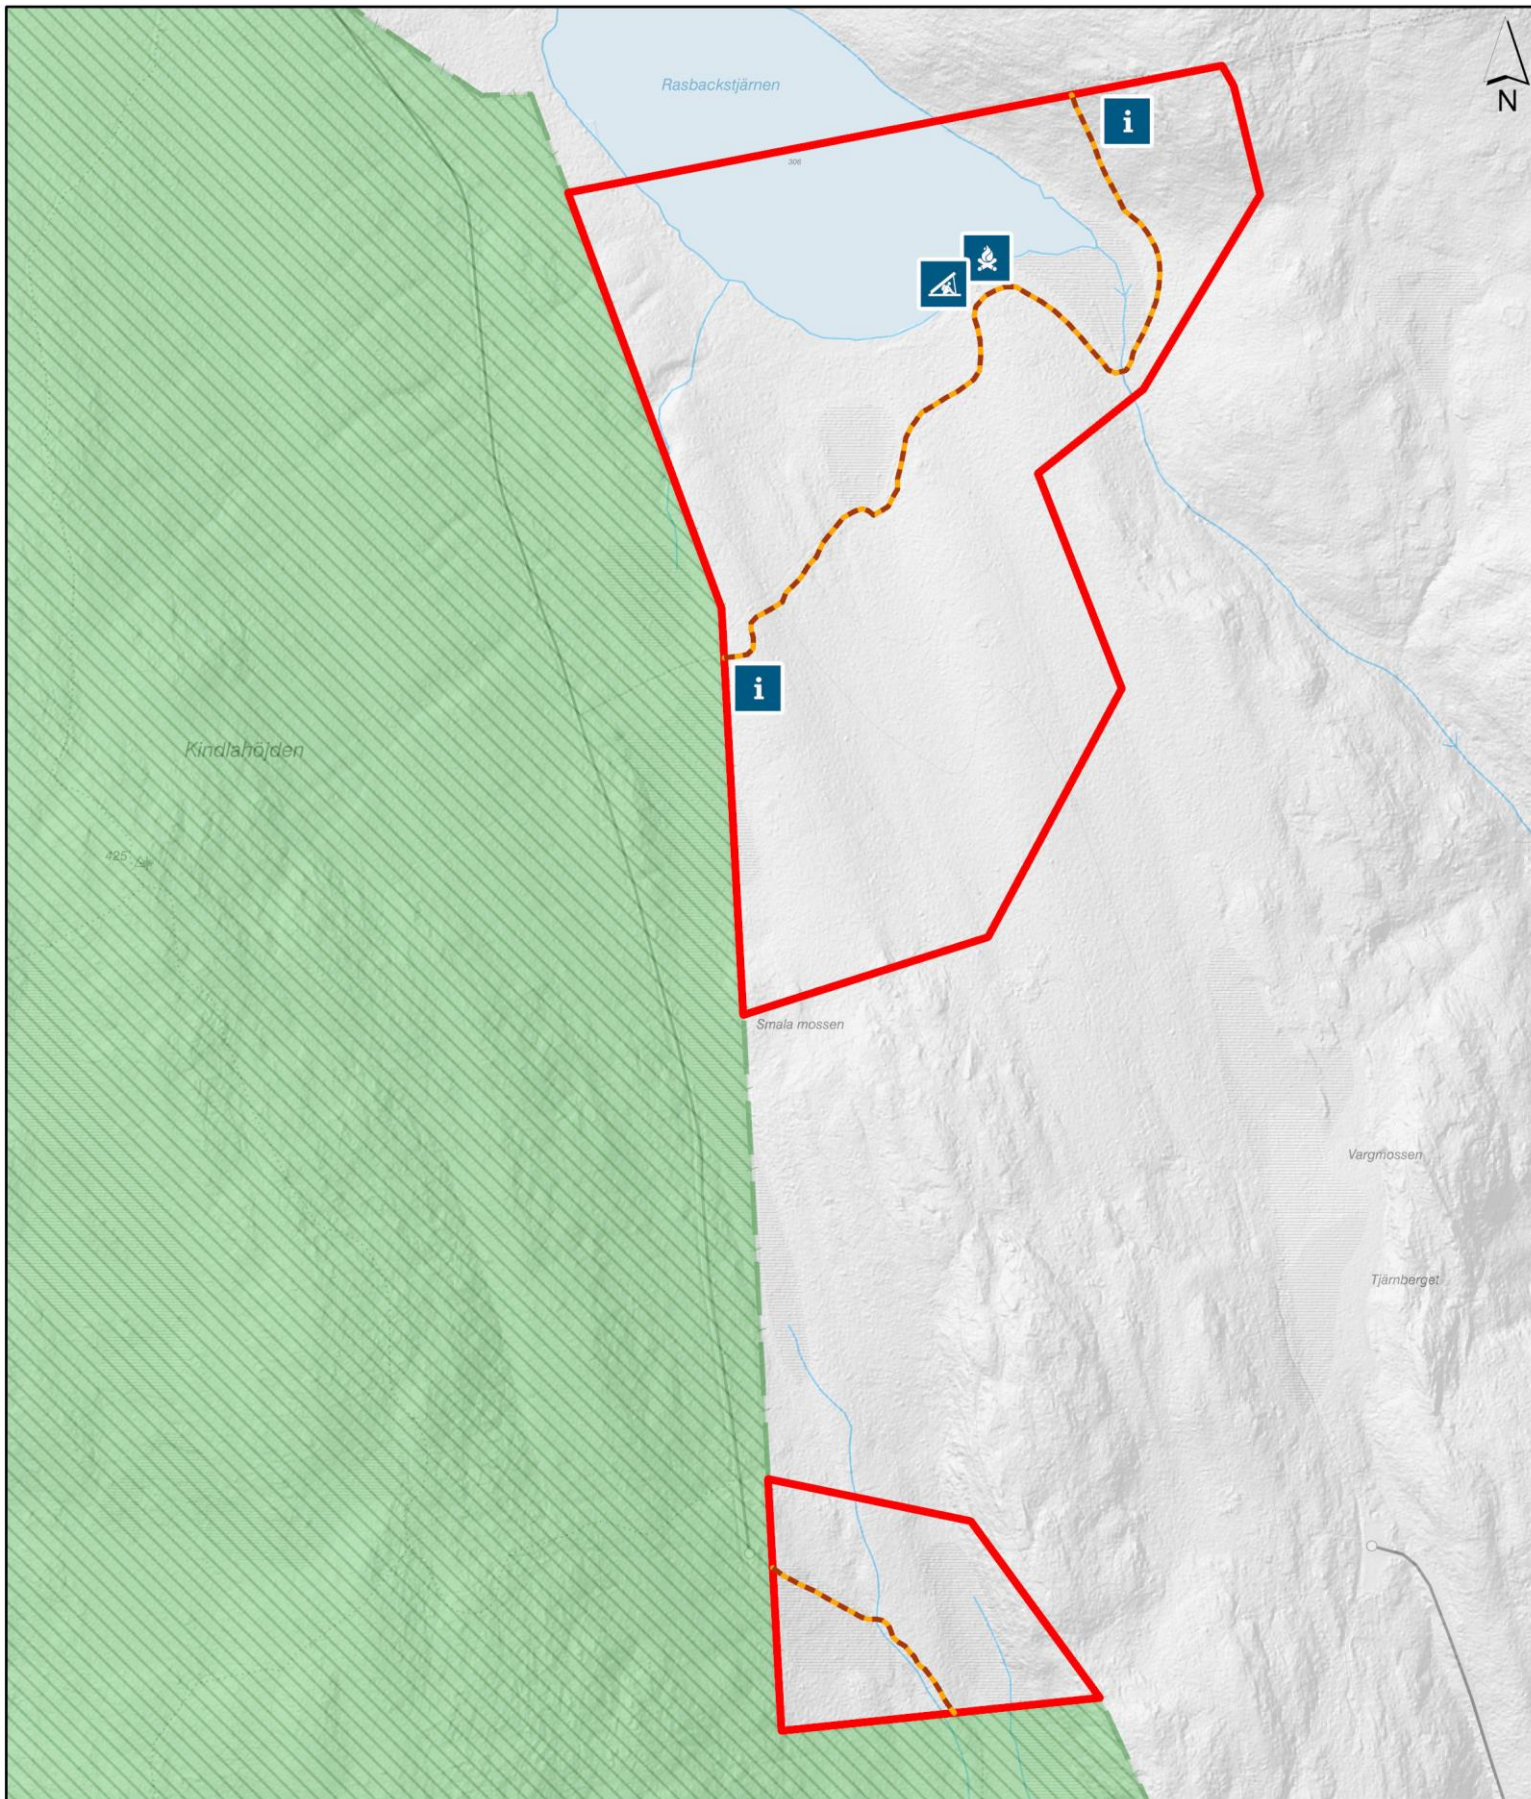 Rasbackstjärnen
N
i
306
i
Kindlahöjden
425
Smala mossen
Vargmossen
Tjärnberget